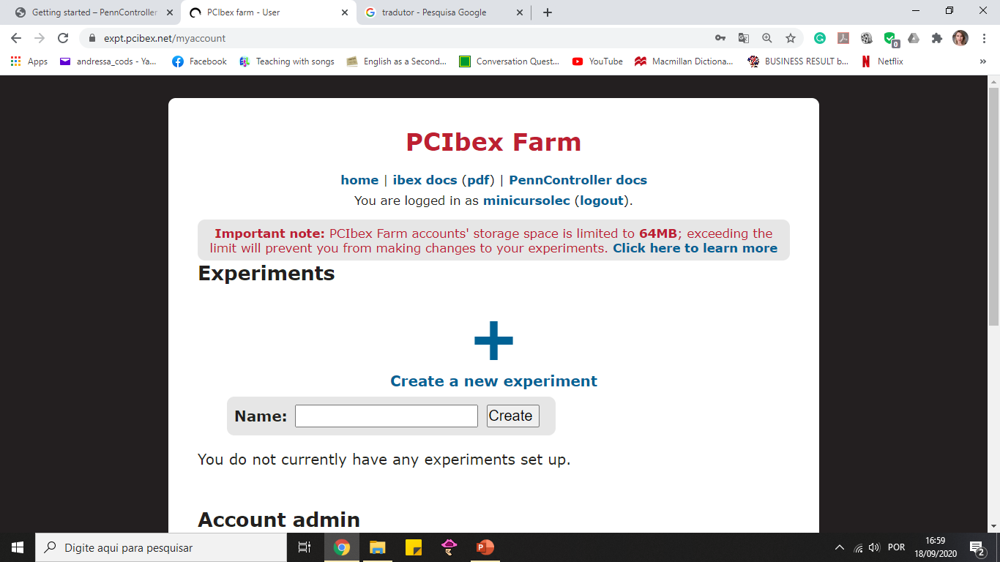 Getting started – PennController
PCIbex farm - User
tradutor - Pesquisa Google
expt.pcibex.net/myaccount
0
Apps
andressa_cods - Ya...
Facebook
Teaching with songs
English as a Second...
Conversation Quest...
YouTube
Macmillan Dictiona...
BUSINESS RESULT b...
Netflix
»
PCIbex Farm
home | ibex docs (pdf) | PennController docs
You are logged in as minicursolec (logout).
Important note: PCIbex Farm accounts' storage space is limited to 64MB; exceeding the
limit will prevent you from making changes to your experiments. Click here to learn more
Experiments
+
Create a new experiment
Name: Create
You do not currently have any experiments set up.
Account admin
Digite aqui para pesquisar
POR
16:59
18/09/2020
2